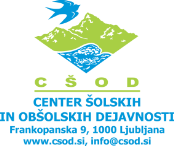 CŠOD
CENTER ŠOLSKIH
IN OBŠOLSKIH DEJAVNOSTI
Frankopanska 9, 1000 Ljubljana
www.csod.si, info@csod.si